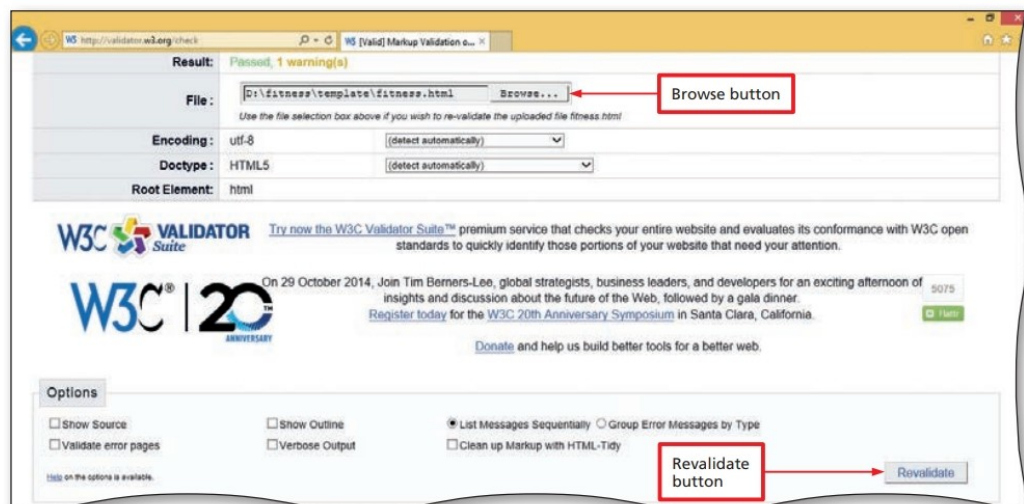 http://validator.w3.org/check
W3 [Valid] Markup Validation o...
Result: Passed, 1 warning(s)
File : D:\fitness\template\fitness.html Browse...
Browse button
Use the file selection box above if you wish to re-validate the uploaded file fitness.html
Encoding : utf-8 (detect automatically)
Doctype : HTML5 (detect automatically)
Root Element: html
W3C VALIDATOR Suite
Try now the W3C Validator Suite™ premium service that checks your entire website and evaluates its conformance with W3C open
standards to quickly identify those portions of your website that need your attention.
W3C® 20™ ANNIVERSARY
On 29 October 2014, Join Tim Berners-Lee, global strategists, business leaders, and developers for an exciting afternoon of
insights and discussion about the future of the Web, followed by a gala dinner.
Register today for the W3C 20th Anniversary Symposium in Santa Clara, California.
5075
Flattr
Donate and help us build better tools for a better web.
Options
Show Source Show Outline List Messages Sequentially Group Error Messages by Type
Validate error pages Verbose Output Clean up Markup with HTML-Tidy
Help on the options is available.
Revalidate
button
Revalidate